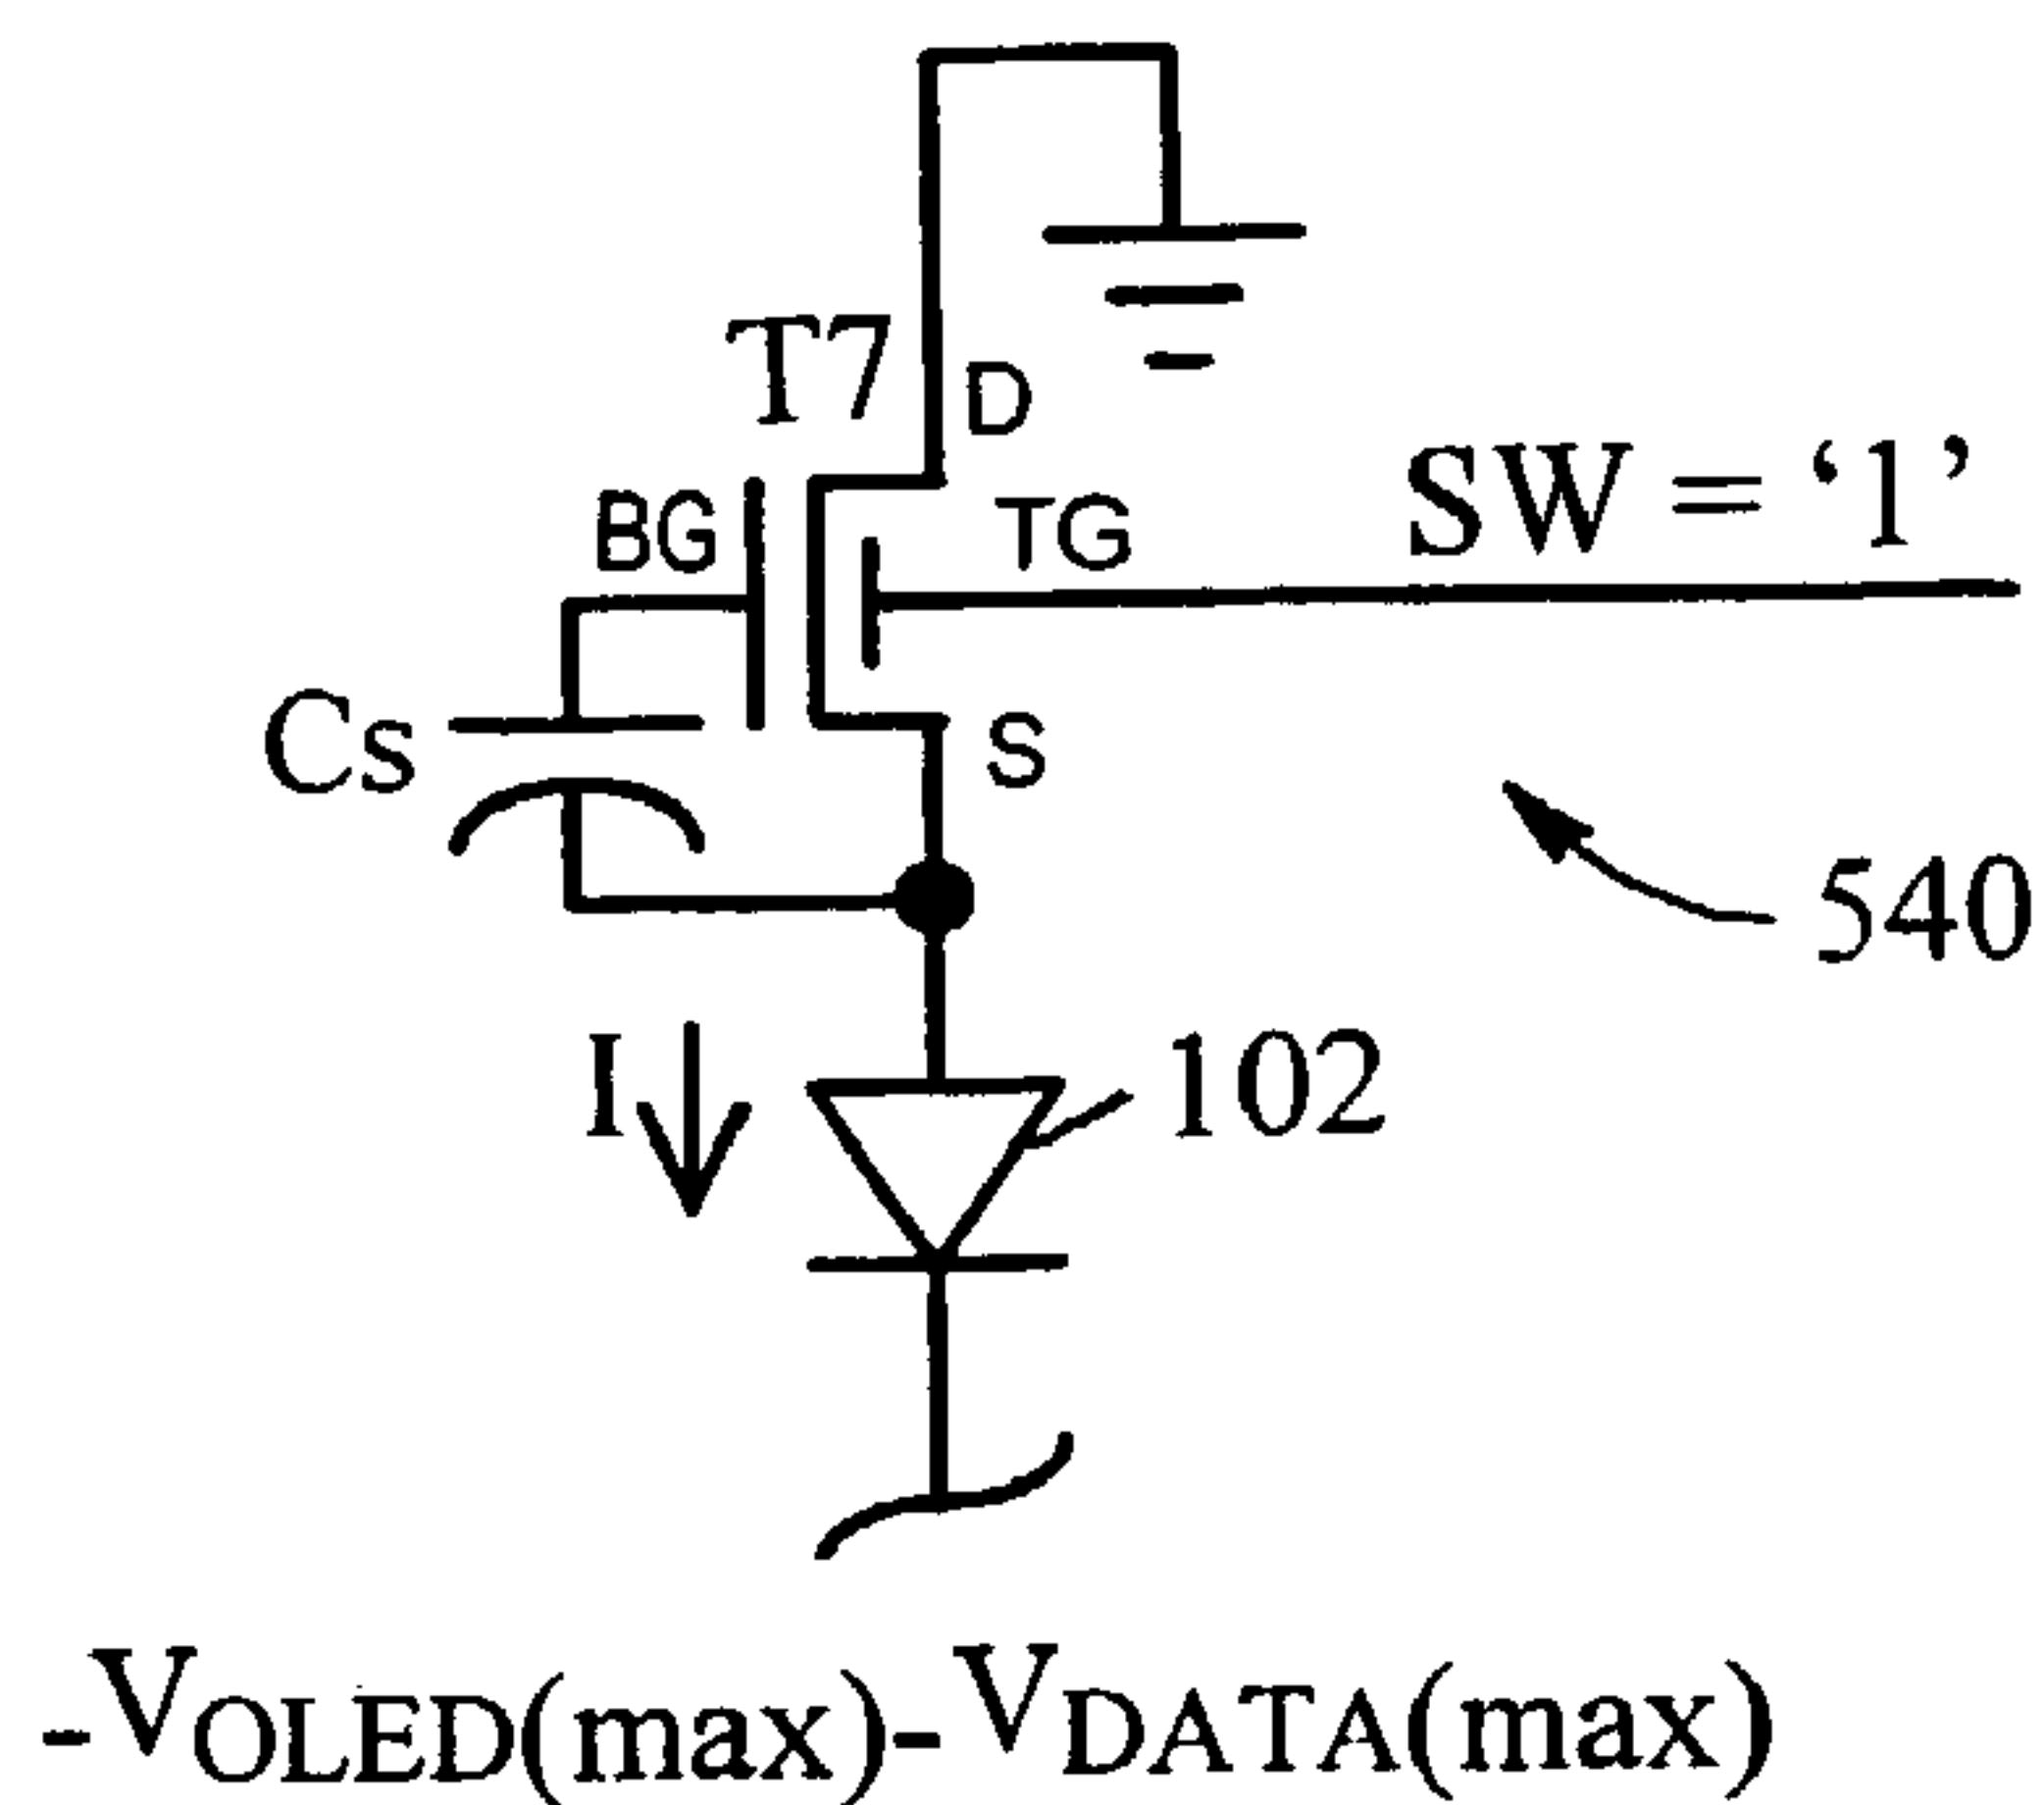 T7
D
BG
TG
SW = ‘1’
Cs
S
540
I
102
-VOLED(max)-VDATA(max)